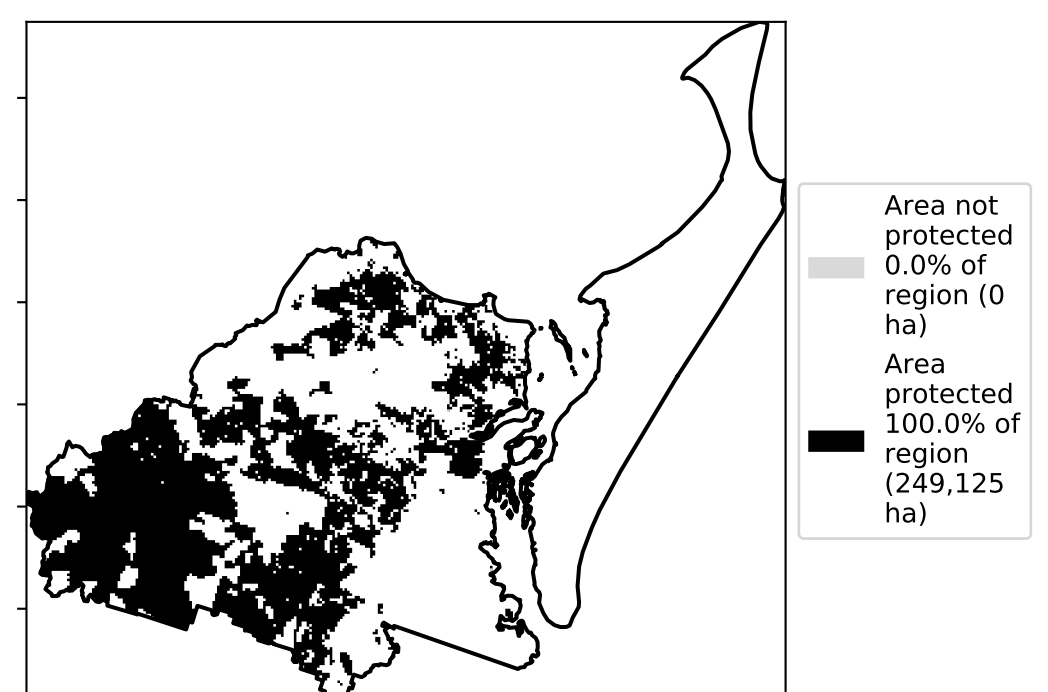 Area not
protected
0.0% of
region (0
ha)
Area
protected
100.0% of
region
(249,125
ha)